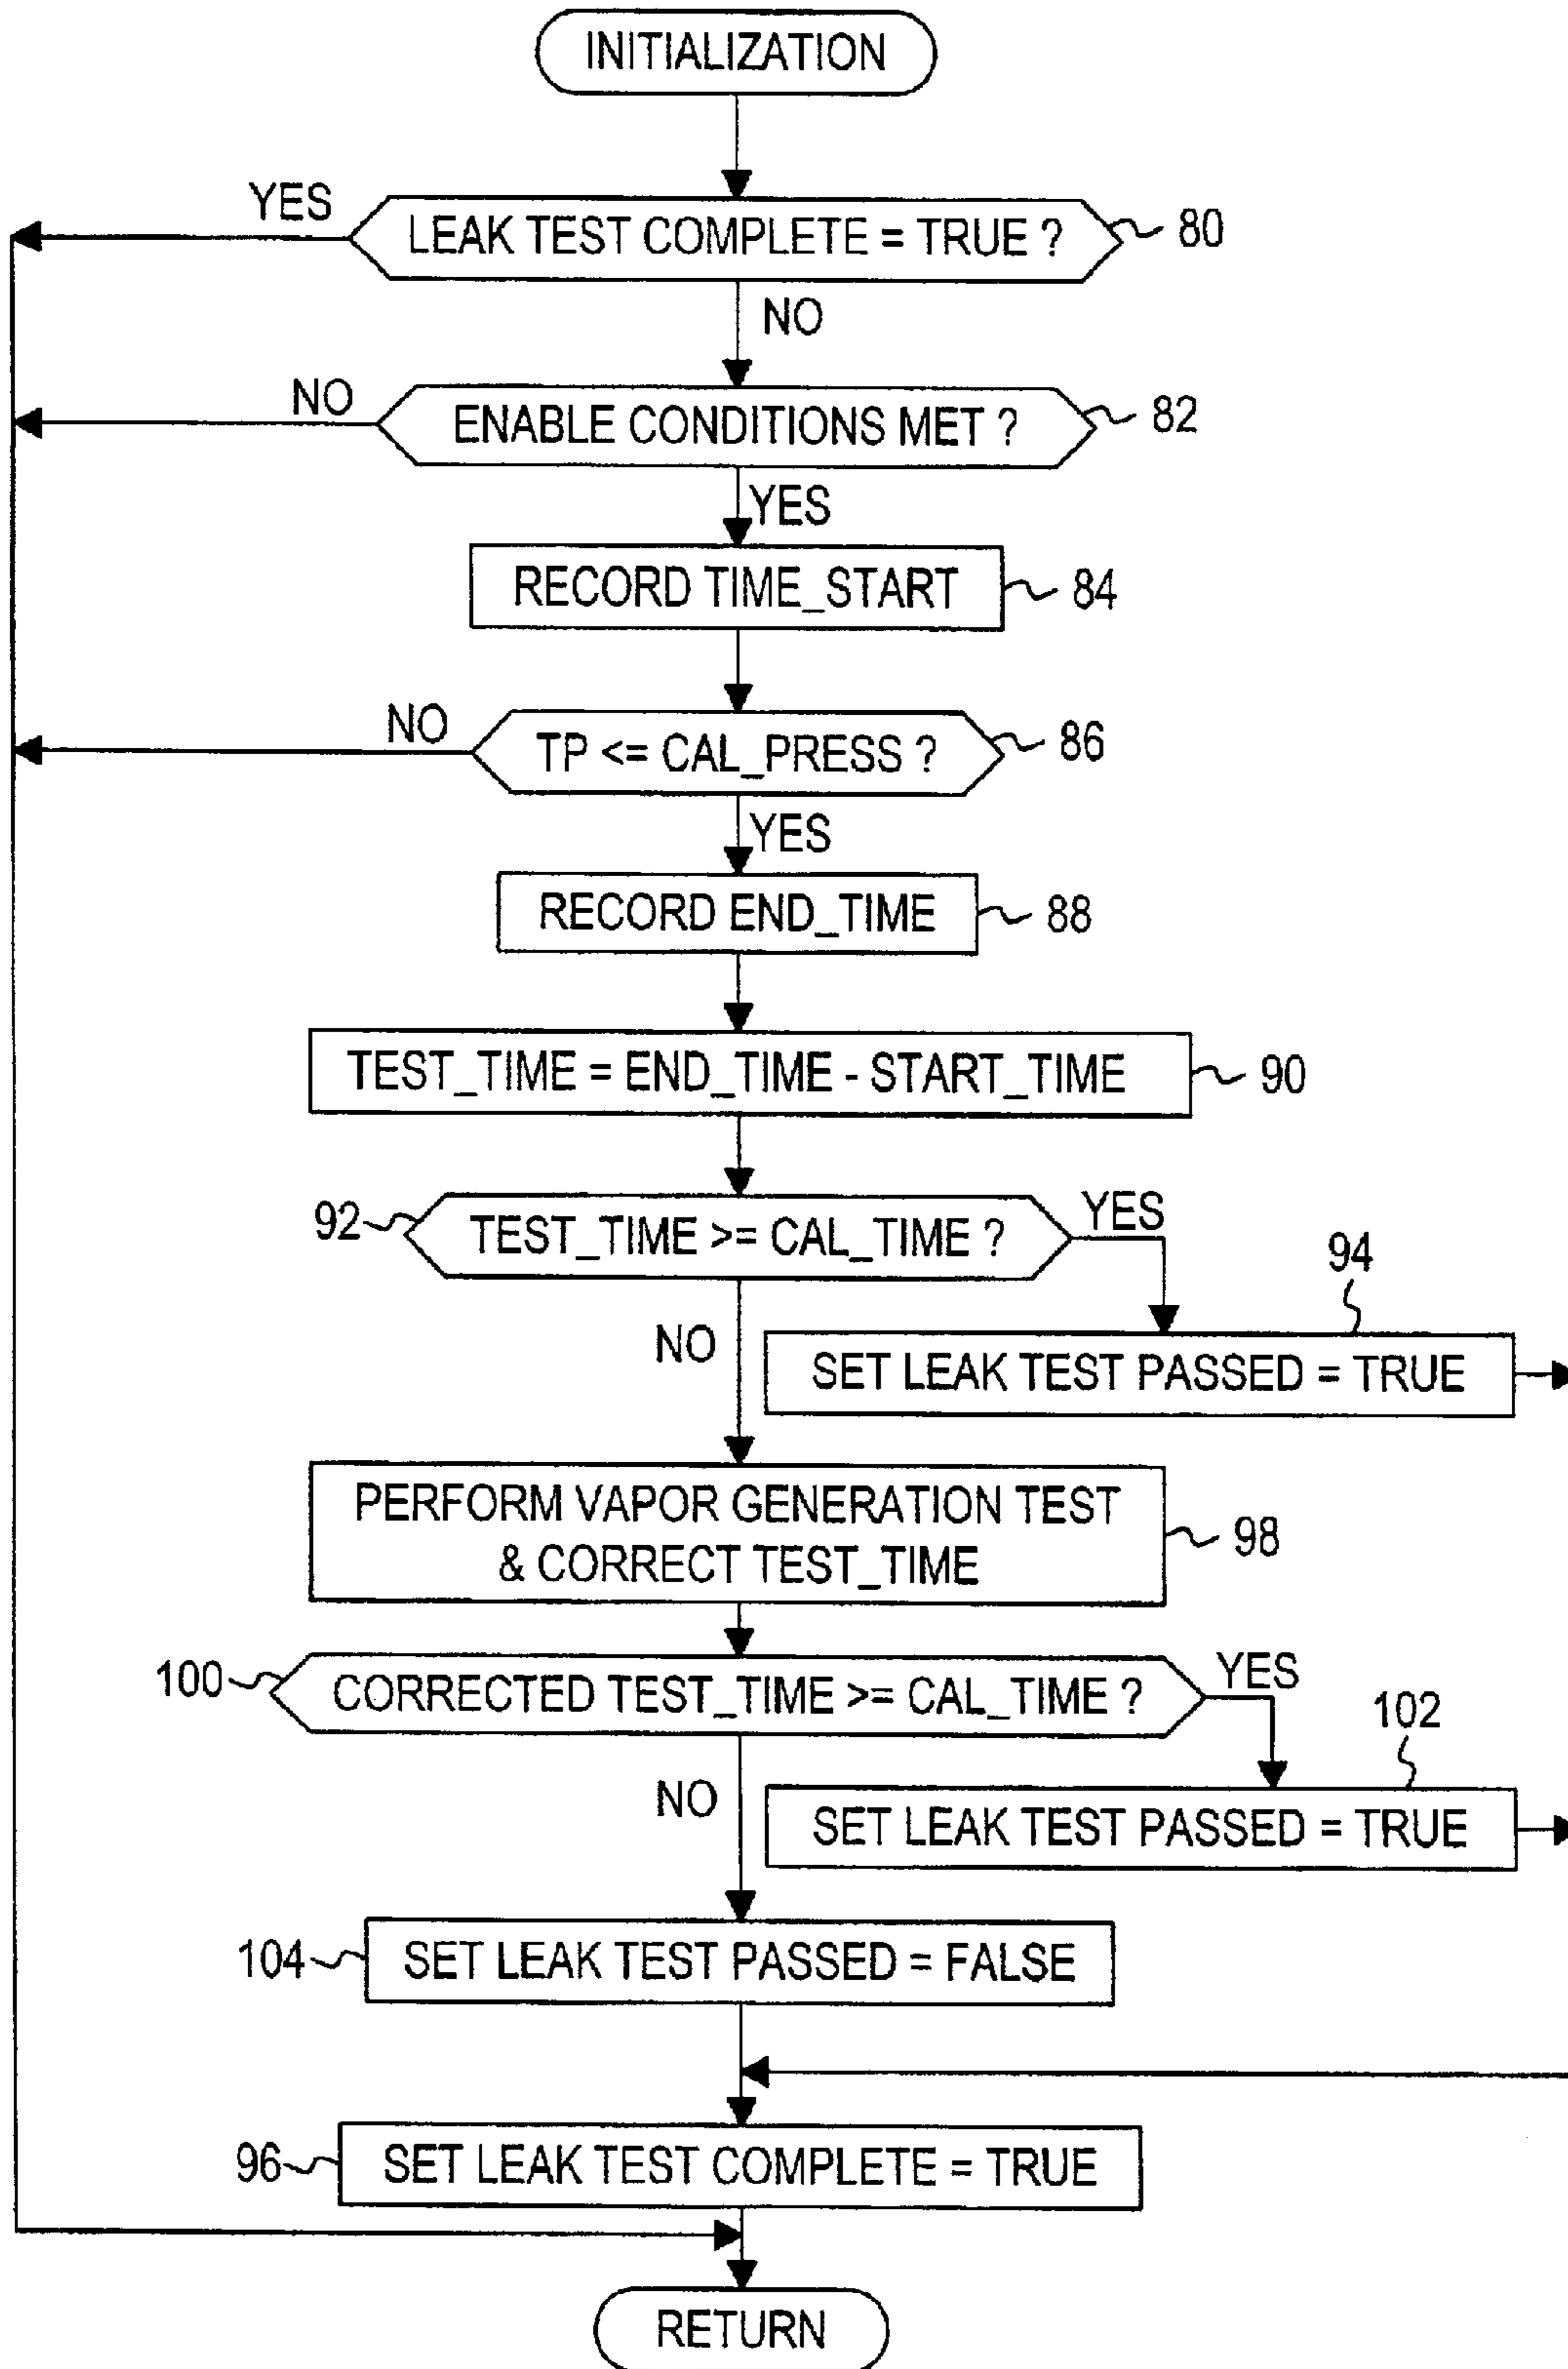 INITIALIZATION
YES
LEAK TEST COMPLETE = TRUE ?
80
NO
NO
ENABLE CONDITIONS MET ?
82
YES
RECORD TIME_START
84
NO
TP <= CAL_PRESS ?
86
YES
RECORD END_TIME
88
TEST_TIME = END_TIME - START_TIME
90
92
TEST_TIME >= CAL_TIME ?
YES
94
NO
SET LEAK TEST PASSED = TRUE
PERFORM VAPOR GENERATION TEST
& CORRECT TEST_TIME
98
100
CORRECTED TEST_TIME >= CAL_TIME ?
YES
102
NO
SET LEAK TEST PASSED = TRUE
104
SET LEAK TEST PASSED = FALSE
96
SET LEAK TEST COMPLETE = TRUE
RETURN